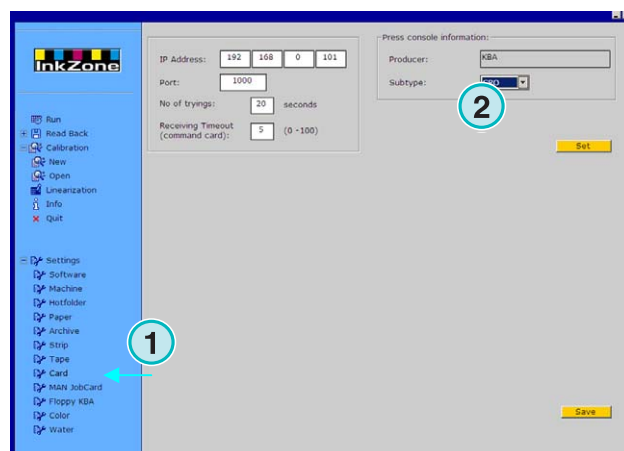 InkZone
Run
Read Back
Calibration
New
Open
Linearization
Info
Quit
Settings
Software
Machine
Hotfolder
Paper
Archive
Strip
Tape
Card
MAN JobCard
Floppy KBA
Color
Water
1
IP Address: 192 168 0 101
Port: 1000
No of tryings: 20 seconds
Receiving Timeout
(command card): 5 (0 -100)
Press console information:
Producer: KBA
Subtype:
2
Set
Save